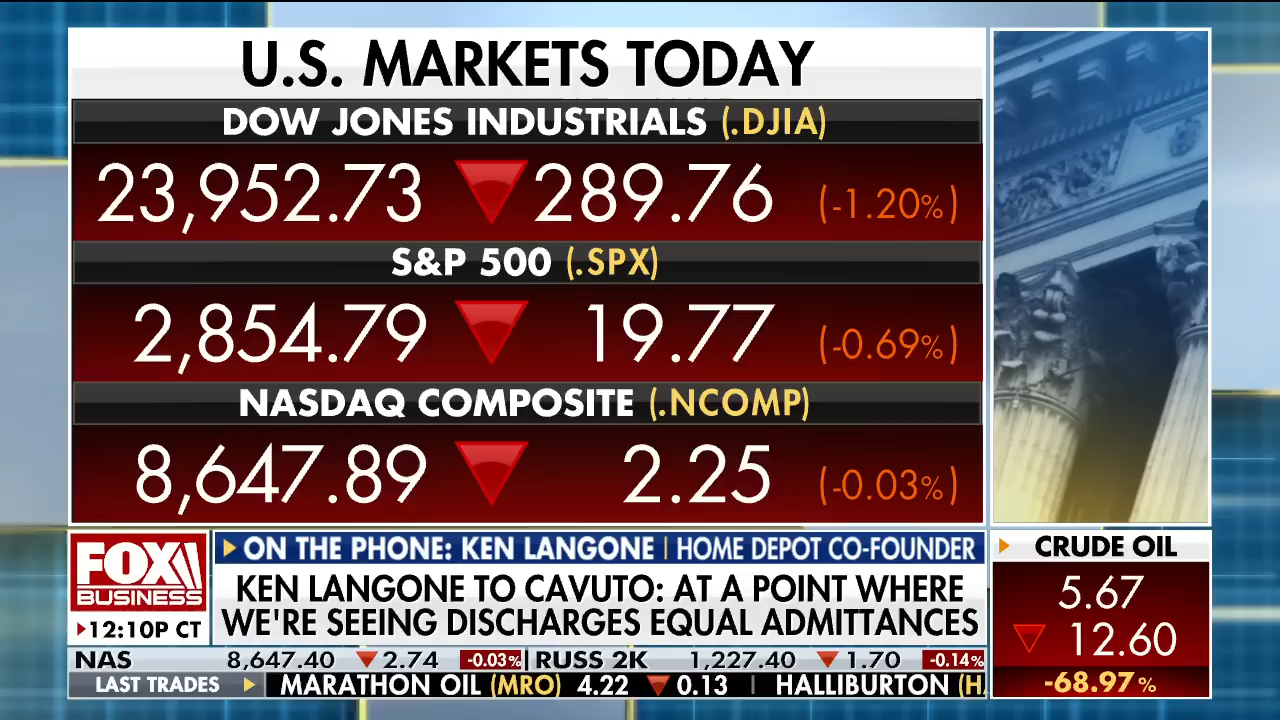 U.S. MARKETS TODAY
DOW JONES INDUSTRIALS (.DJIA)
23,952.73 ▼ 289.76 (-1.20%)
S&P 500 (.SPX)
2,854.79 ▼ 19.77 (-0.69%)
NASDAQ COMPOSITE (.NCOMP)
8,647.89 ▼ 2.25 (-0.03%)
FOX BUSINESS
12:10P CT
ON THE PHONE: KEN LANGONE | HOME DEPOT CO-FOUNDER
KEN LANGONE TO CAVUTO: AT A POINT WHERE
WE'RE SEEING DISCHARGES EQUAL ADMITTANCES
CRUDE OIL
5.67
▼ 12.60
-68.97%
NAS 8,647.40 ▼ 2.74 -0.03% RUSS 2K 1,227.40 ▼ 1.70 -0.14%
LAST TRADES MARATHON OIL (MRO) 4.22 ▼ 0.13 | HALLIBURTON (H